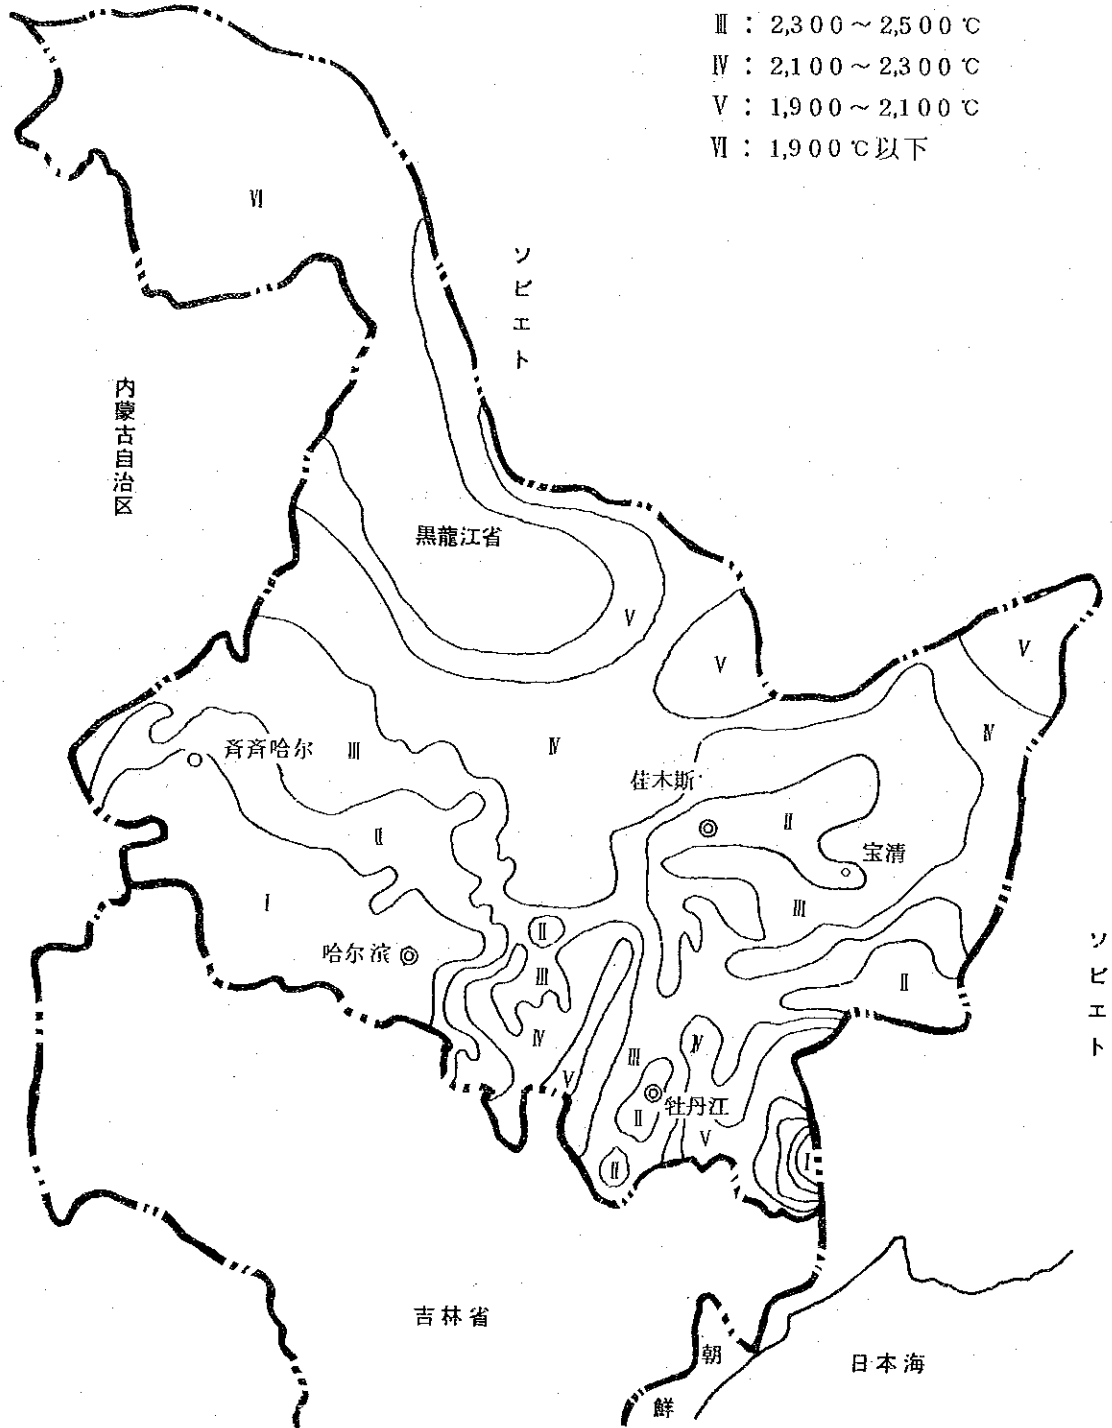 Ⅲ : 2,300～2,500℃
Ⅳ : 2,100～2,300℃
Ⅴ : 1,900～2,100℃
Ⅵ : 1,900℃以下
Ⅵ
ソビエト
内蒙古自治区
黒龍江省
Ⅴ
Ⅴ
Ⅴ
Ⅳ
斉斉哈尔
Ⅲ
Ⅳ
佳木斯
Ⅱ
Ⅱ
宝清
Ⅰ
Ⅲ
Ⅱ
哈尔滨
Ⅲ
Ⅱ
ソビエト
Ⅳ
Ⅲ
Ⅳ
Ⅴ
牡丹江
Ⅱ
Ⅴ
Ⅱ
Ⅰ
吉林省
朝鮮
日本海